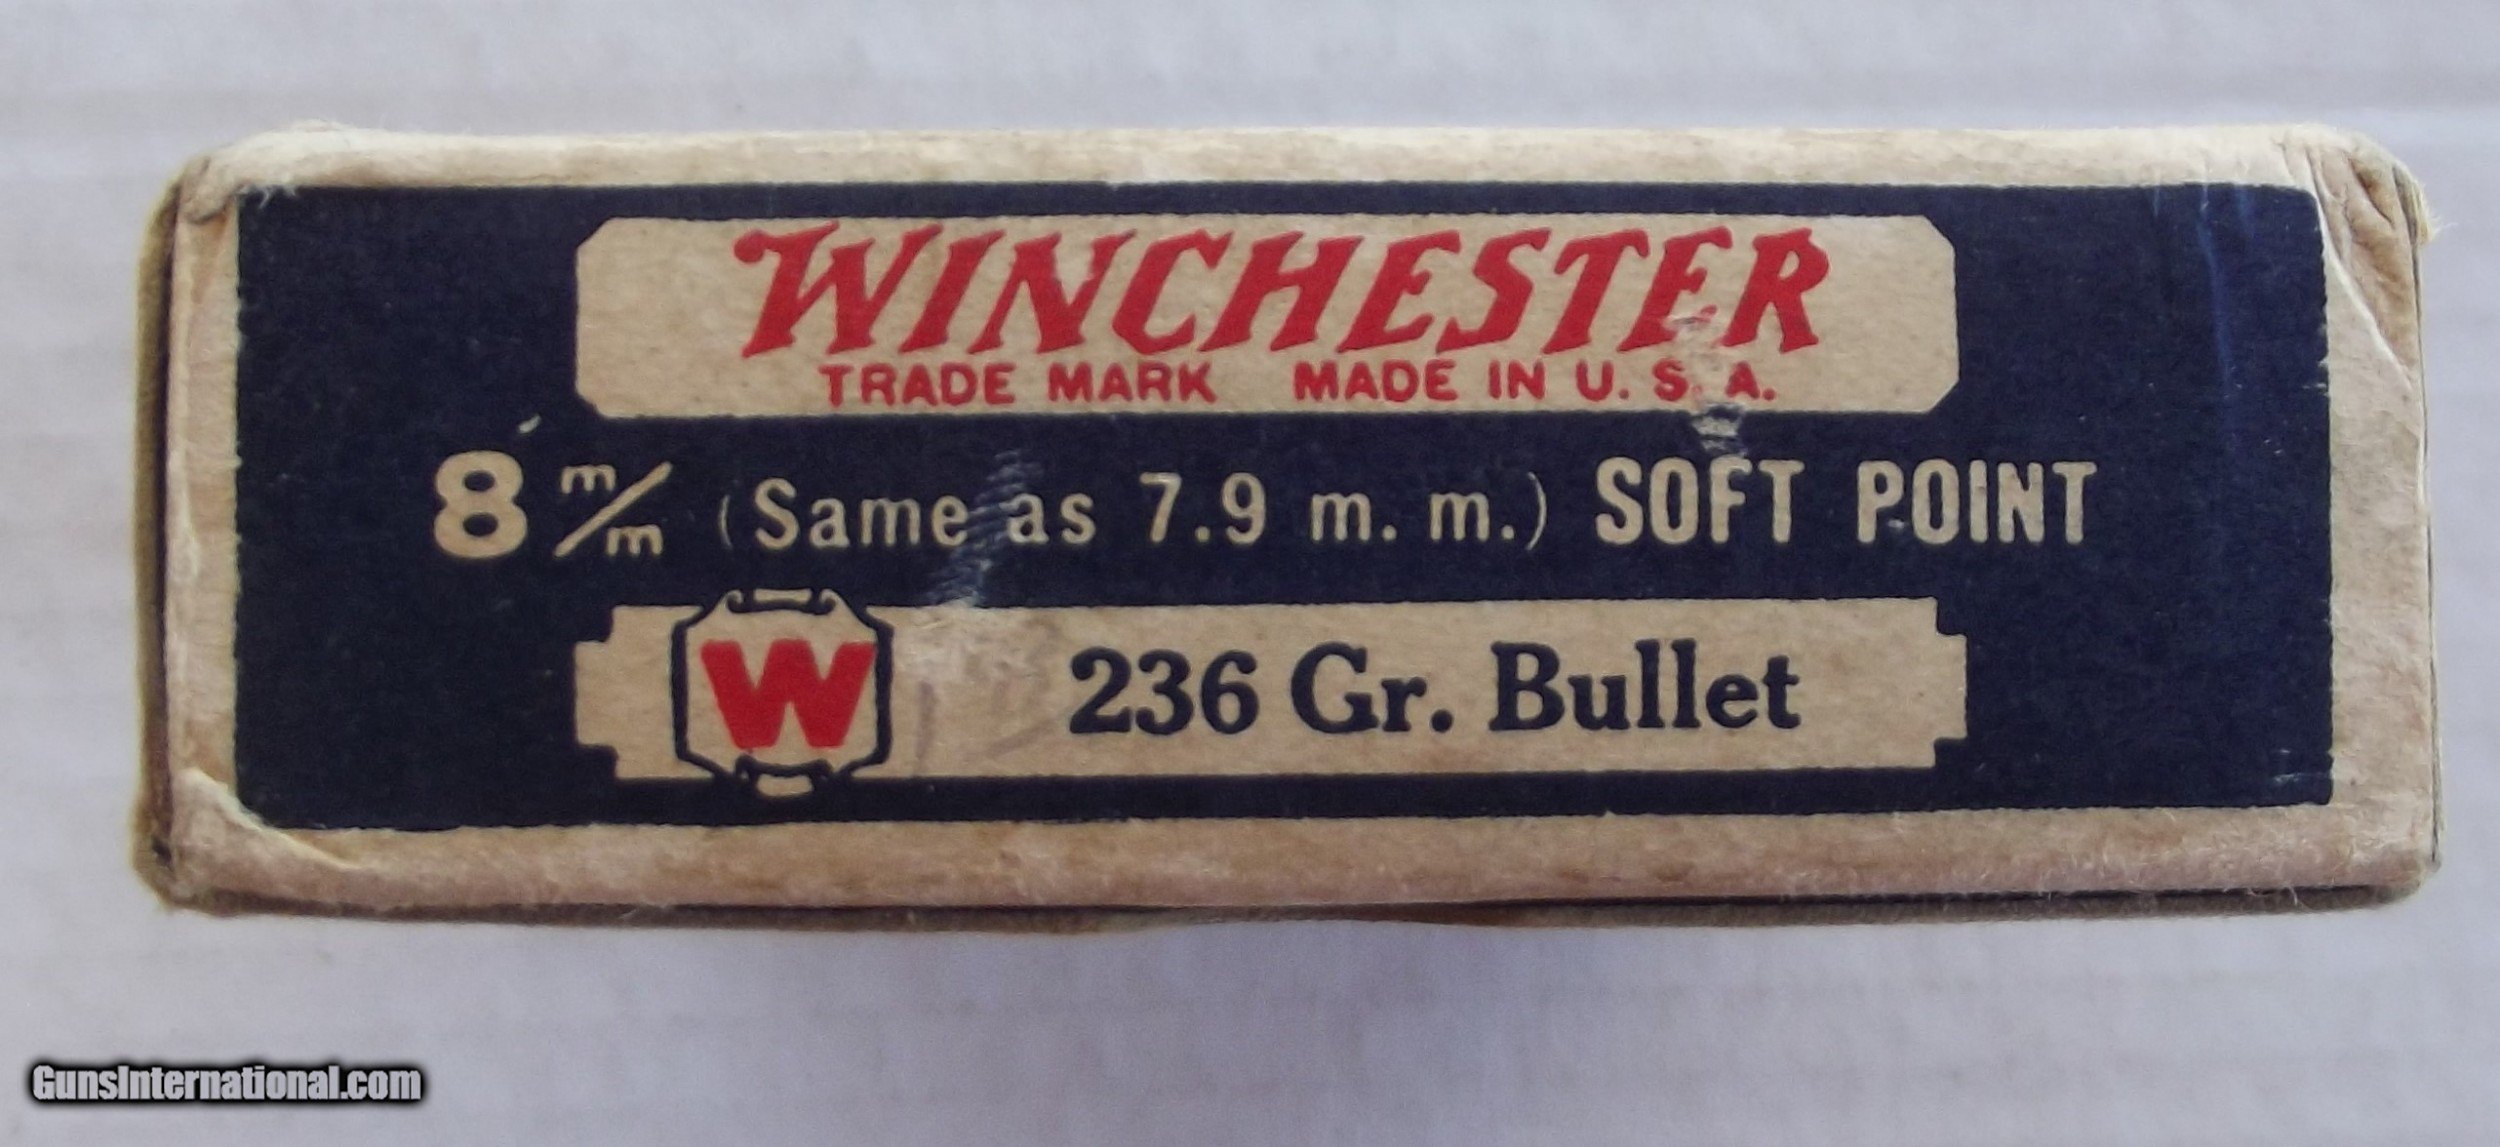 WINCHESTER
TRADE MARK MADE IN U. S. A.
8 m/m (Same as 7.9 m. m.) SOFT POINT
W 236 Gr. Bullet
GunsInternational.com